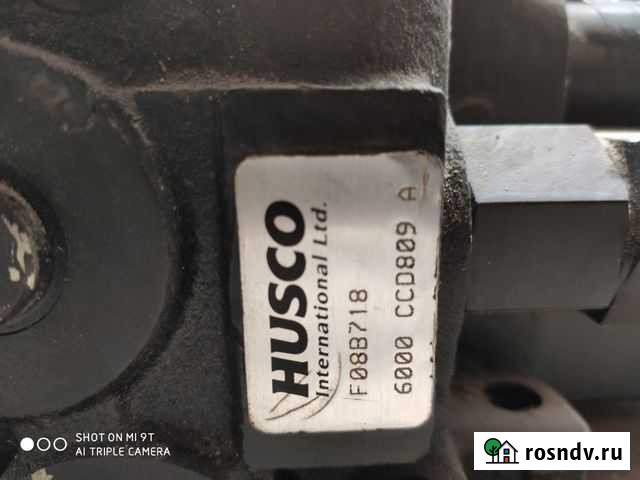 HUSCO
International Ltd.
F08B718
6000 CCD809 A
SHOT ON MI 9T
AI TRIPLE CAMERA
rosndv.ru